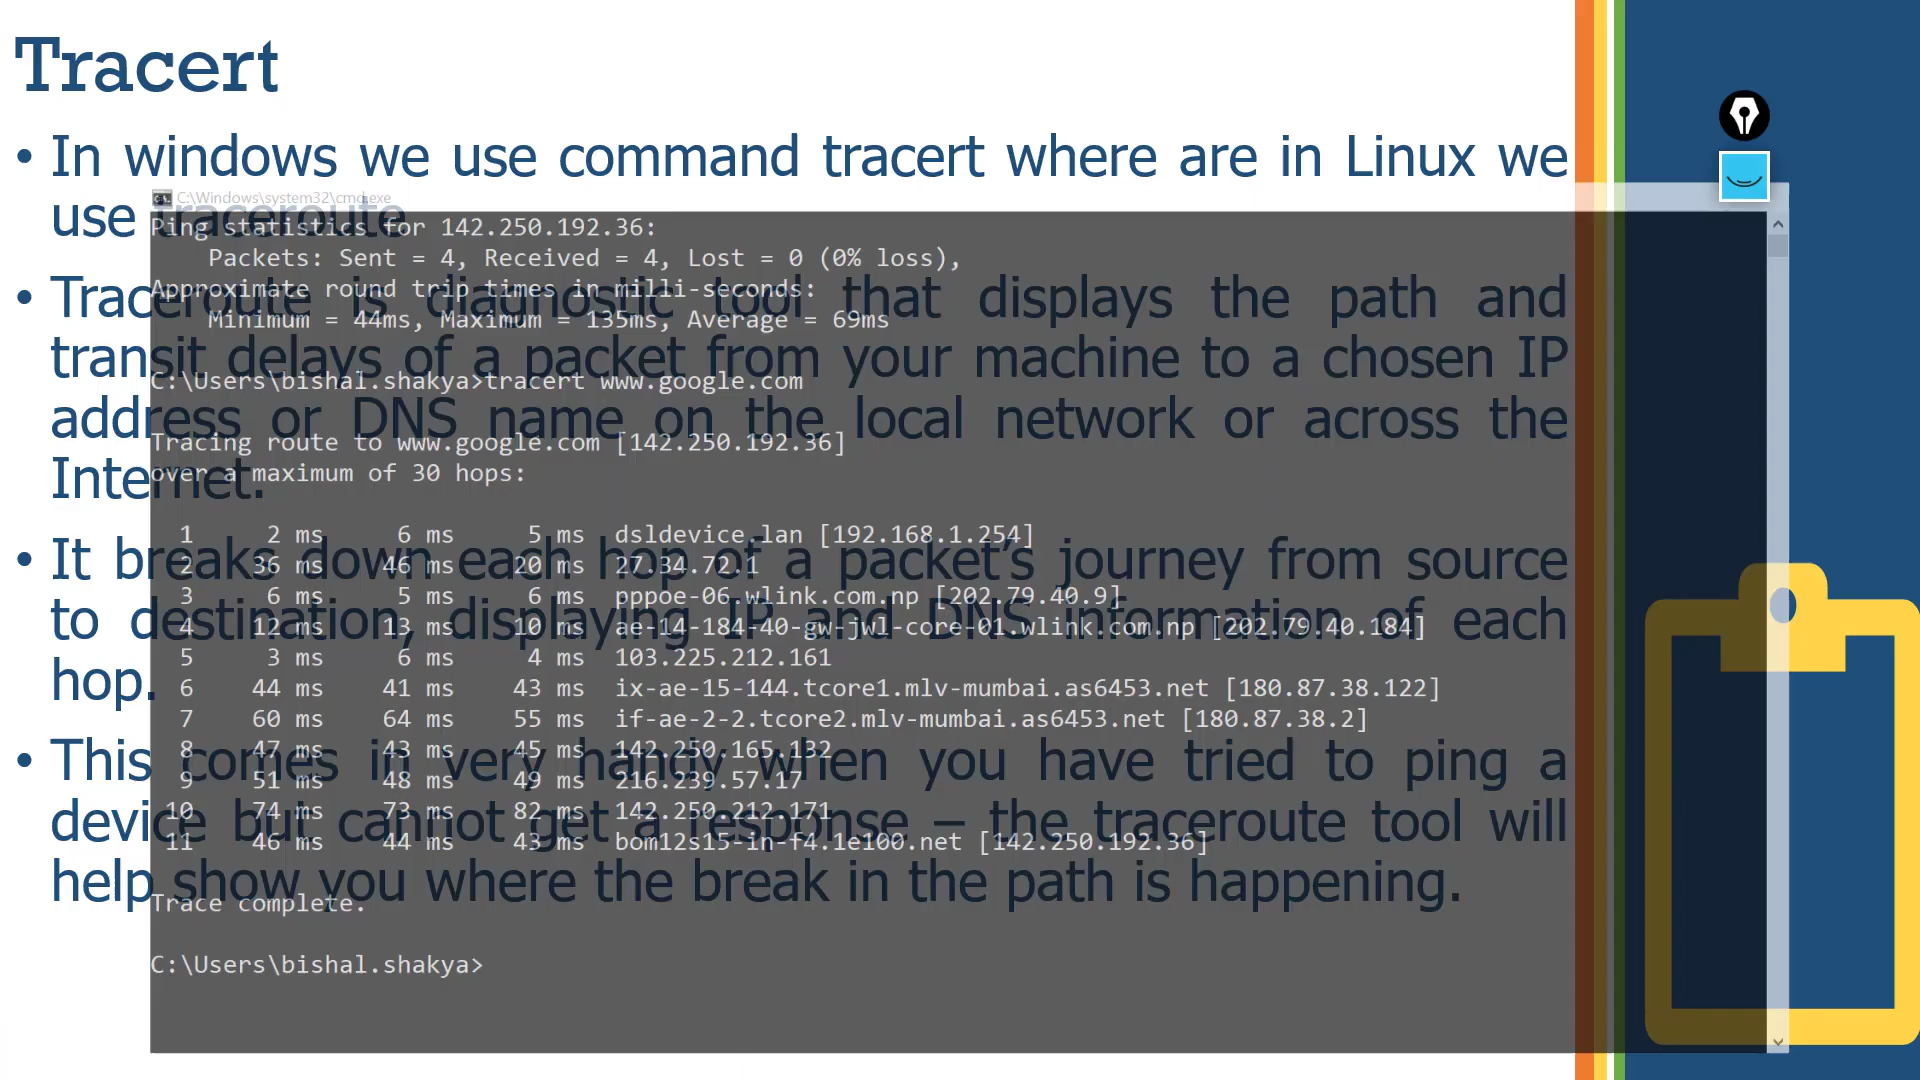 Tracert
• In windows we use command tracert where are in Linux we
use traceroute
• Traceroute is diagnostic tool that displays the path and
transit delays of a packet from your machine to a chosen IP
address or DNS name on the local network or across the
Internet.
• It breaks down each hop of a packet’s journey from source
to destination, displaying IP and DNS information of each
hop.
• This comes in very handy when you have tried to ping a
device but cannot get a response – the traceroute tool will
help show you where the break in the path is happening.
C:\Windows\system32\cmd.exe
Ping statistics for 142.250.192.36:
Packets: Sent = 4, Received = 4, Lost = 0 (0% loss),
Approximate round trip times in milli-seconds:
Minimum = 44ms, Maximum = 135ms, Average = 69ms
C:\Users\bishal.shakya>tracert www.google.com
Tracing route to www.google.com [142.250.192.36]
over a maximum of 30 hops:
1 2 ms 6 ms 5 ms dsldevice.lan [192.168.1.254]
2 36 ms 46 ms 20 ms 27.34.72.1
3 6 ms 5 ms 6 ms pppoe-06.wlink.com.np [202.79.40.9]
4 12 ms 13 ms 10 ms ae-14-184-40-gw-jwl-core-01.wlink.com.np [202.79.40.184]
5 3 ms 6 ms 4 ms 103.225.212.161
6 44 ms 41 ms 43 ms ix-ae-15-144.tcore1.mlv-mumbai.as6453.net [180.87.38.122]
7 60 ms 64 ms 55 ms if-ae-2-2.tcore2.mlv-mumbai.as6453.net [180.87.38.2]
8 47 ms 43 ms 45 ms 142.250.165.132
9 51 ms 48 ms 49 ms 216.239.57.17
10 74 ms 73 ms 82 ms 142.250.212.171
11 46 ms 44 ms 43 ms bom12s15-in-f4.1e100.net [142.250.192.36]
Trace complete.
C:\Users\bishal.shakya>